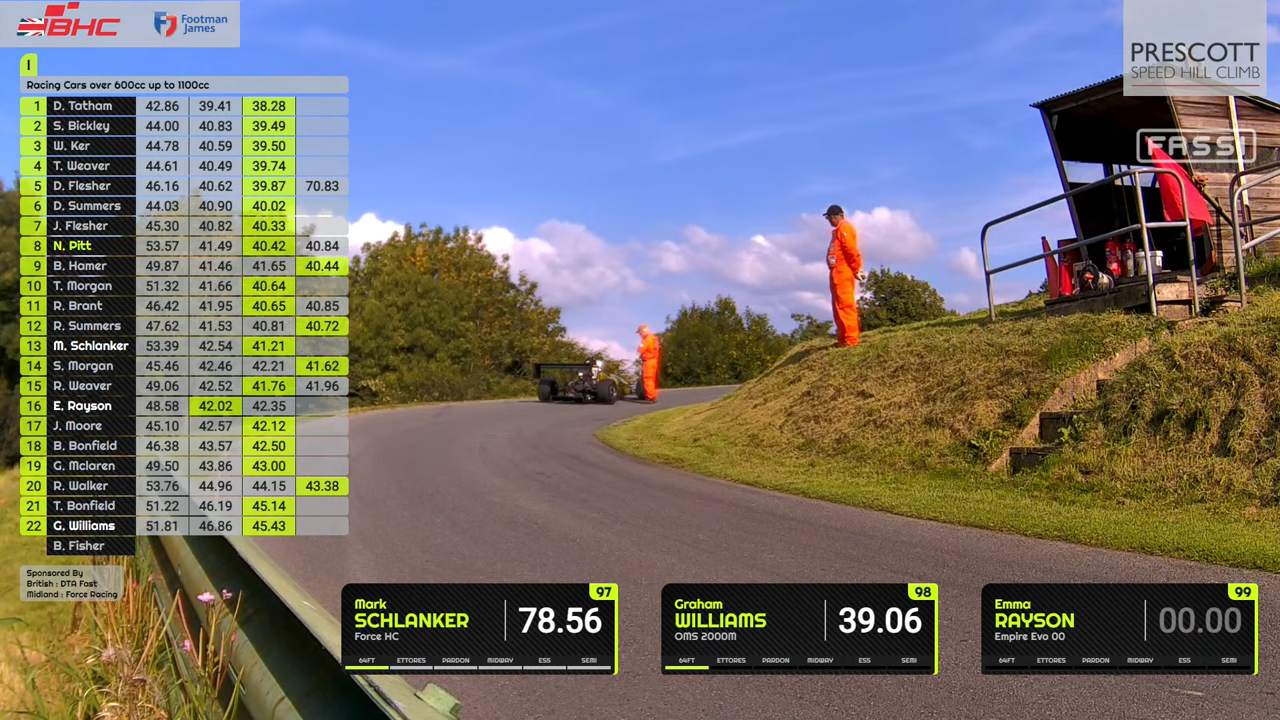 BHC
Footman
James
PRESCOTT
SPEED HILL CLIMB
FASSI
I
Racing Cars over 600cc up to 1100cc
1 D. Tatham 42.86 39.41 38.28
2 S. Bickley 44.00 40.83 39.49
3 W. Ker 44.78 40.59 39.50
4 T. Weaver 44.61 40.49 39.74
5 D. Flesher 46.16 40.62 39.87 70.83
6 D. Summers 44.03 40.90 40.02
7 J. Flesher 45.30 40.82 40.33
8 N. Pitt 53.57 41.49 40.42 40.84
9 B. Hamer 49.87 41.46 41.65 40.44
10 T. Morgan 51.32 41.66 40.64
11 R. Brant 46.42 41.95 40.65 40.85
12 R. Summers 47.62 41.53 40.81 40.72
13 M. Schlanker 53.39 42.54 41.21
14 S. Morgan 45.46 42.46 42.21 41.62
15 R. Weaver 49.06 42.52 41.76 41.96
16 E. Rayson 48.58 42.02 42.35
17 J. Moore 45.10 42.57 42.12
18 B. Bonfield 46.38 43.57 42.50
19 G. Mclaren 49.50 43.86 43.00
20 R. Walker 53.76 44.96 44.15 43.38
21 T. Bonfield 51.22 46.19 45.14
22 G. Williams 51.81 46.86 45.43
B. Fisher
Sponsored By
British : DTA Fast
Midland : Force Racing
97
Mark
SCHLANKER
Force HC
78.56
64FT ETTORES PARDON MIDWAY ESS SEMI
98
Graham
WILLIAMS
OMS 2000M
39.06
64FT ETTORES PARDON MIDWAY ESS SEMI
99
Emma
RAYSON
Empire Evo 00
00.00
64FT ETTORES PARDON MIDWAY ESS SEMI